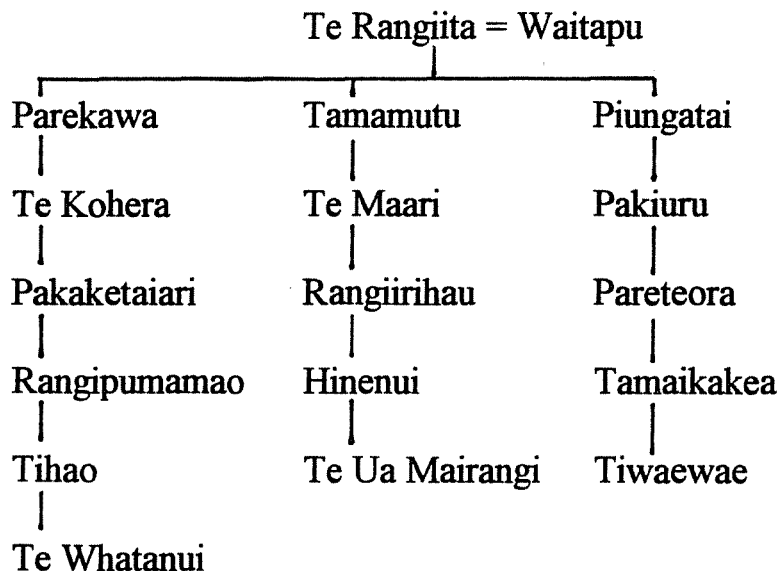 Te Rangiita = Waitapu
Parekawa Tamamutu Piungatai
Te Kohera Te Maari Pakiuru
Pakaketaiari Rangiirihau Pareteora
Rangipumamao Hinenui Tamaikakea
Tihao Te Ua Mairangi Tiwaewae
Te Whatanui